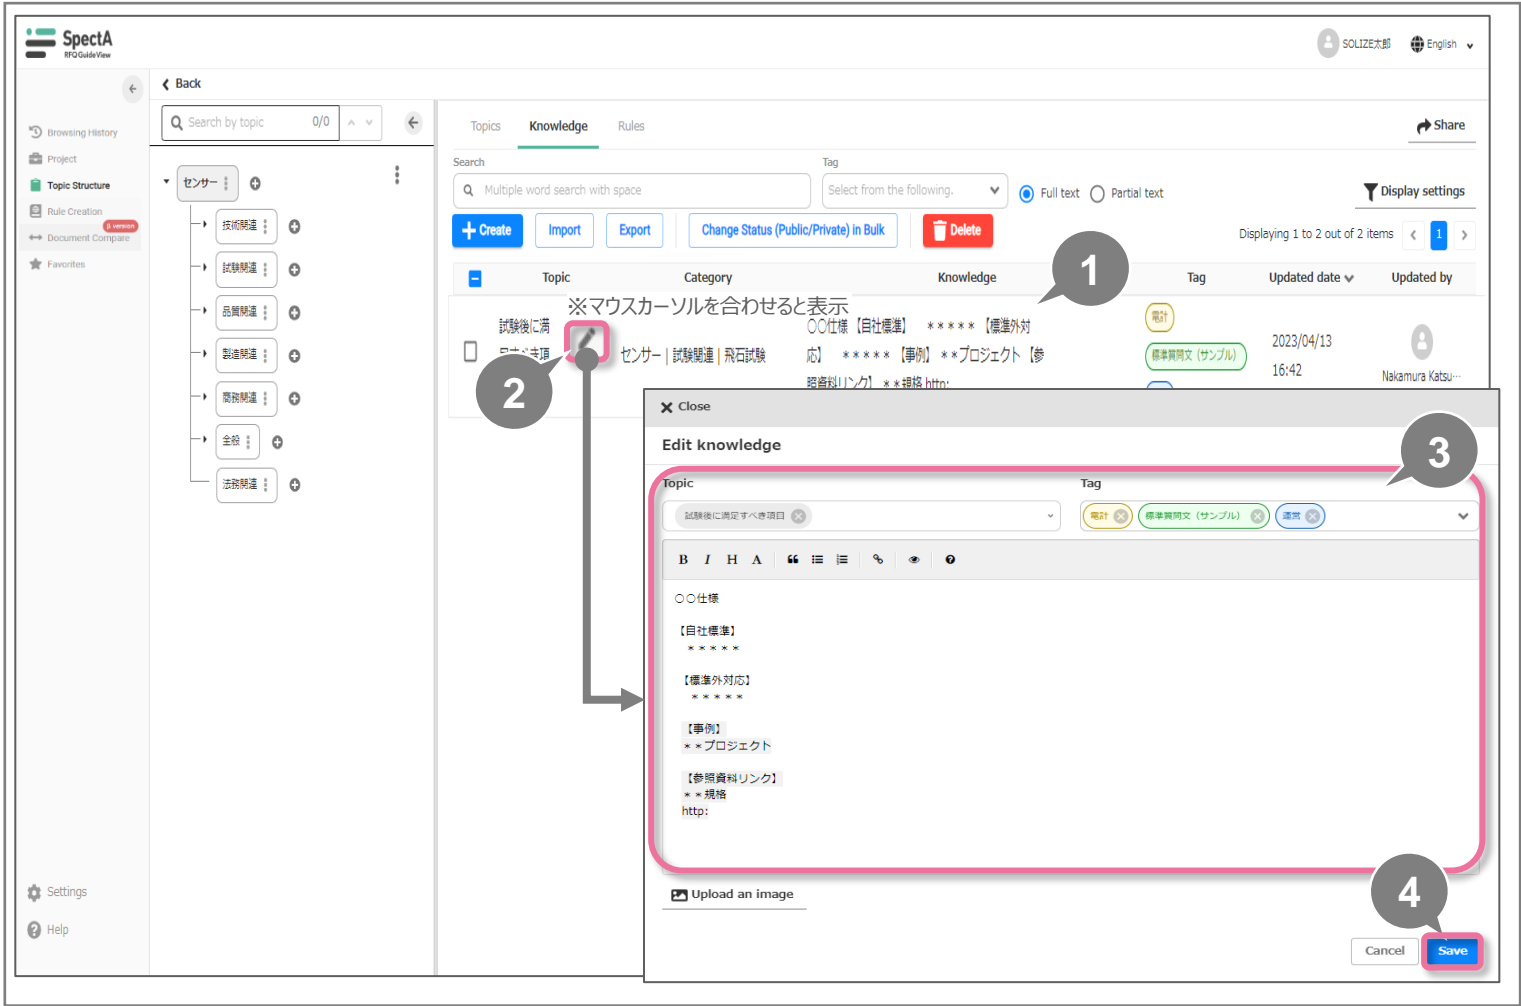 SpectA
RFQ GuideView
SOLIZE太郎
English
Back
Search by topic 0/0
Browsing History
Project
Topic Structure
Rule Creation
β version
Document Compare
Favorites
Settings
Help
センサー
技術関連
試験関連
品質関連
製造関連
商務関連
全般
法務関連
Topics Knowledge Rules
Share
Search
Tag
Multiple word search with space
Select from the following.
Full text
Partial text
Display settings
Create
Import
Export
Change Status (Public/Private) in Bulk
Delete
Displaying 1 to 2 out of 2 items
1
1
Topic Category Knowledge Tag Updated date Updated by
※マウスカーソルを合わせると表示
試験後に満
センサー | 試験関連 | 飛石試験
〇〇仕様 【自社標準】 ＊＊＊＊＊ 【標準外対
応】 ＊＊＊＊＊ 【事例】 ＊＊プロジェクト 【参
照資料リンク】 ＊＊規格 http:
電計
標準質問文（サンプル）
2023/04/13
16:42
Nakamura Katsu…
2
Close
Edit knowledge
3
Topic
Tag
試験後に満足すべき項目
電計
標準質問文（サンプル）
運営
B I H A
〇〇仕様
【自社標準】
＊＊＊＊＊
【標準外対応】
＊＊＊＊＊
【事例】
＊＊プロジェクト
【参照資料リンク】
＊＊規格
http:
Upload an image
4
Cancel
Save